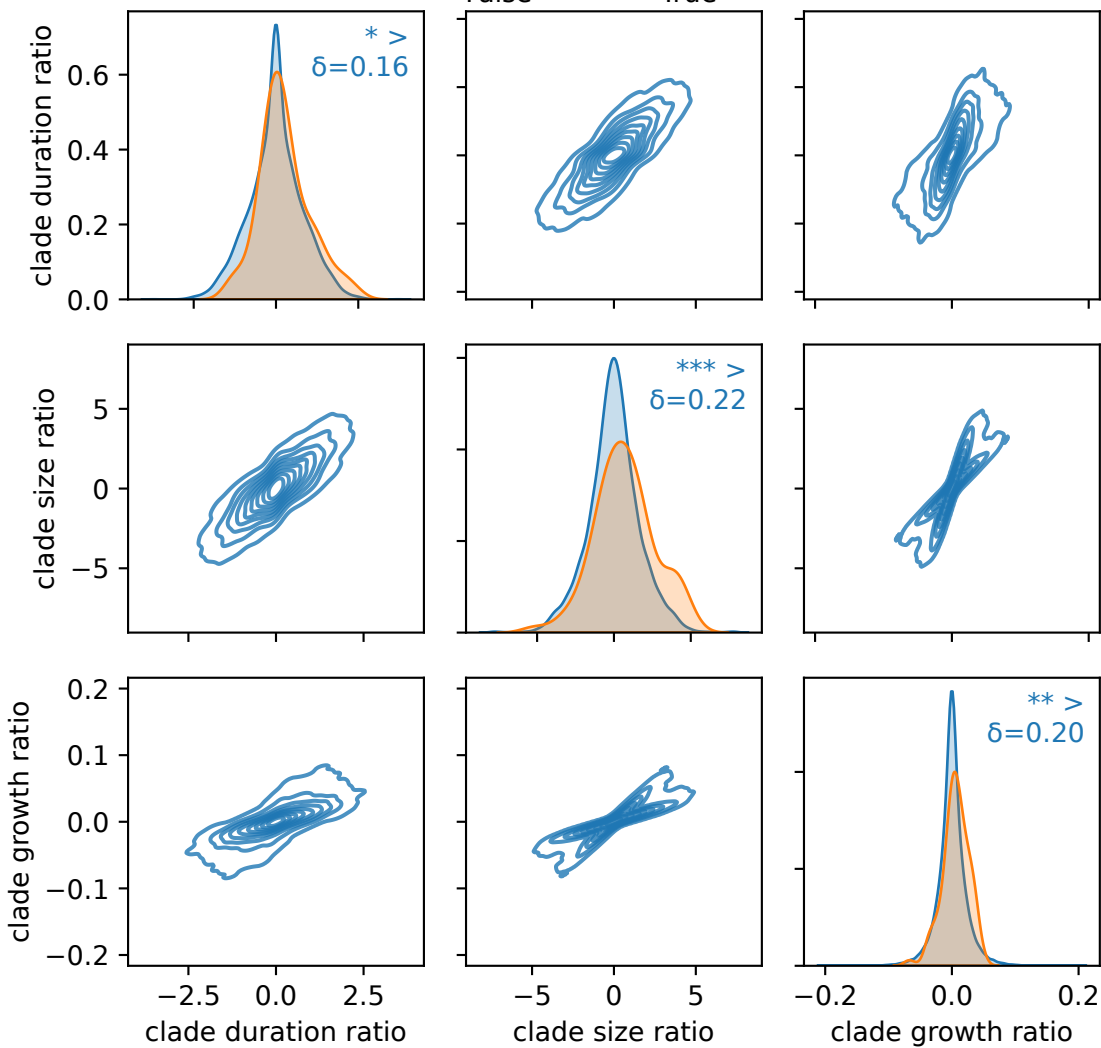 * >
δ=0.16
clade duration ratio
0.6
0.4
0.2
0.0
*** >
δ=0.22
clade size ratio
5
0
−5
** >
δ=0.20
clade growth ratio
0.2
0.1
0.0
−0.1
−0.2
−2.5 0.0 2.5
−5 0 5
−0.2 0.0 0.2
clade duration ratio
clade size ratio
clade growth ratio